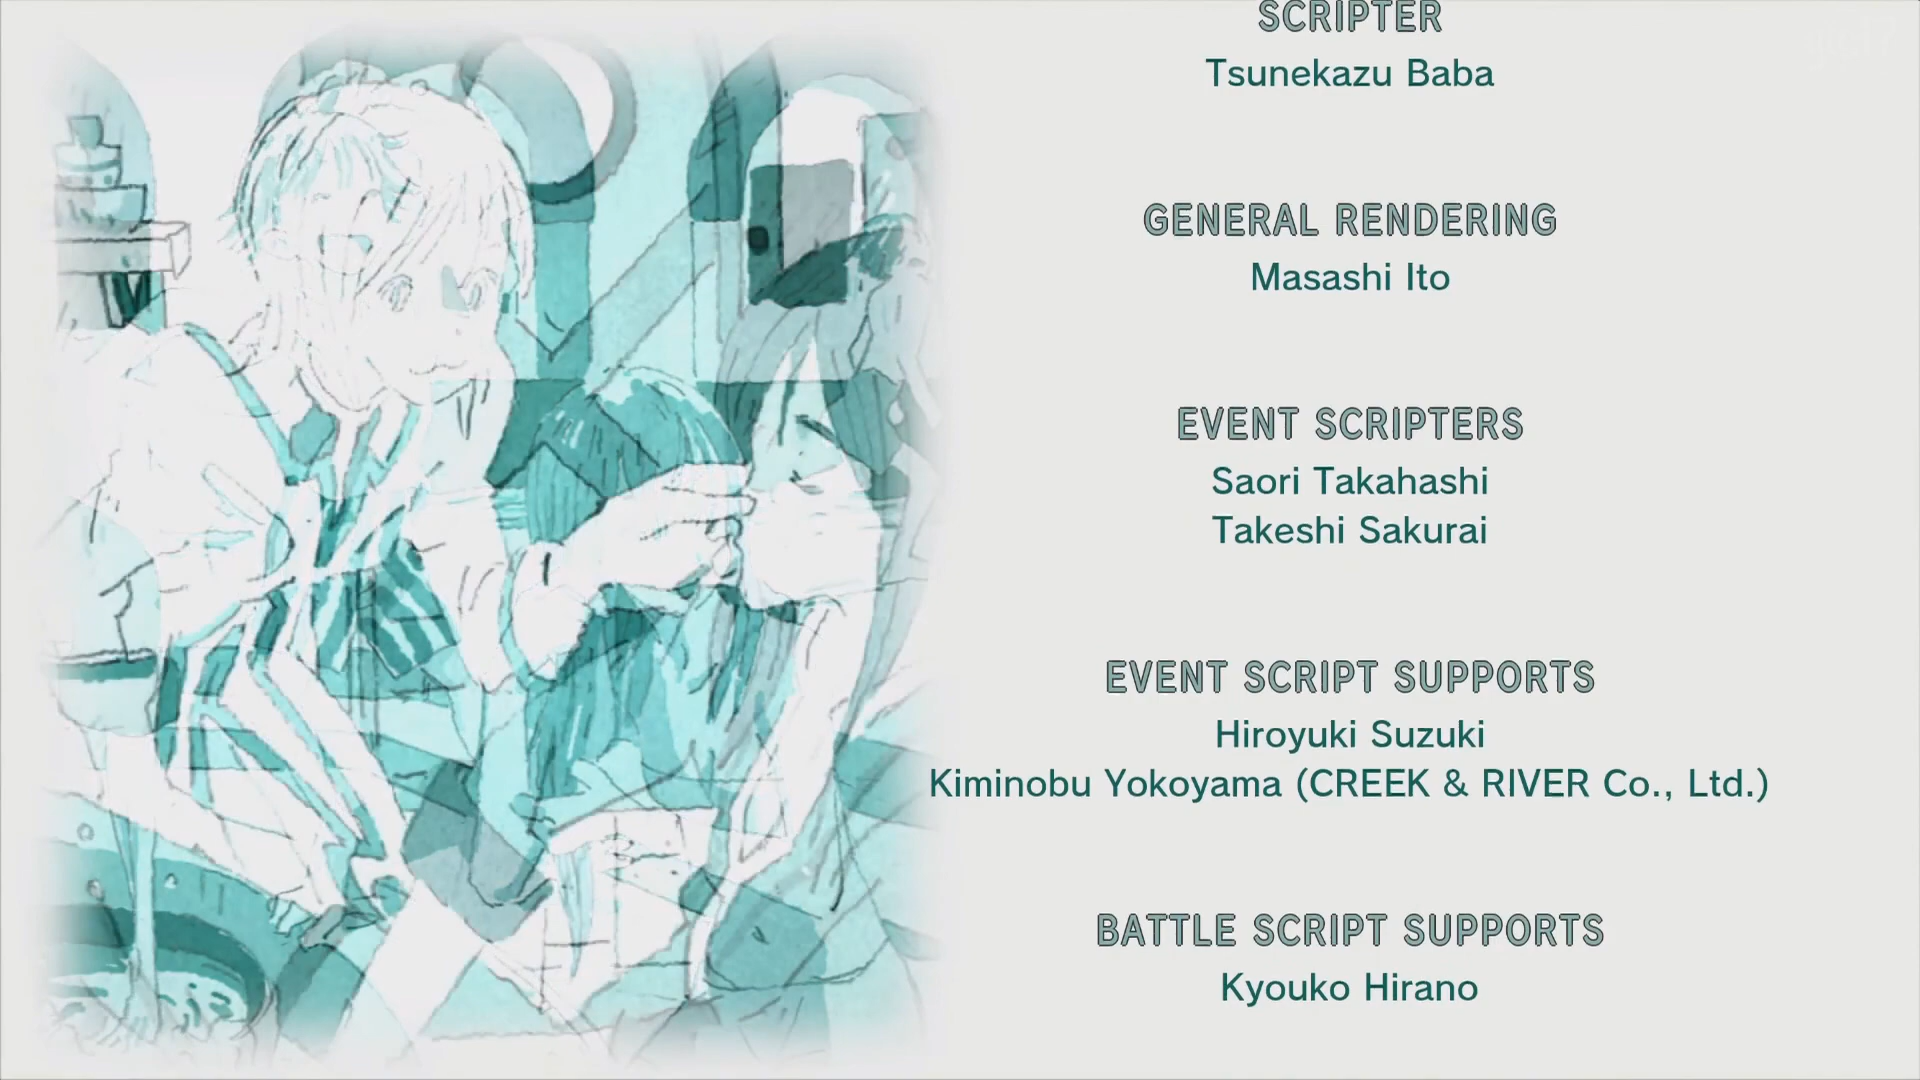 SCRIPTER
Tsunekazu Baba
GENERAL RENDERING
Masashi Ito
EVENT SCRIPTERS
Saori Takahashi
Takeshi Sakurai
EVENT SCRIPT SUPPORTS
Hiroyuki Suzuki
Kiminobu Yokoyama (CREEK & RIVER Co., Ltd.)
BATTLE SCRIPT SUPPORTS
Kyouko Hirano